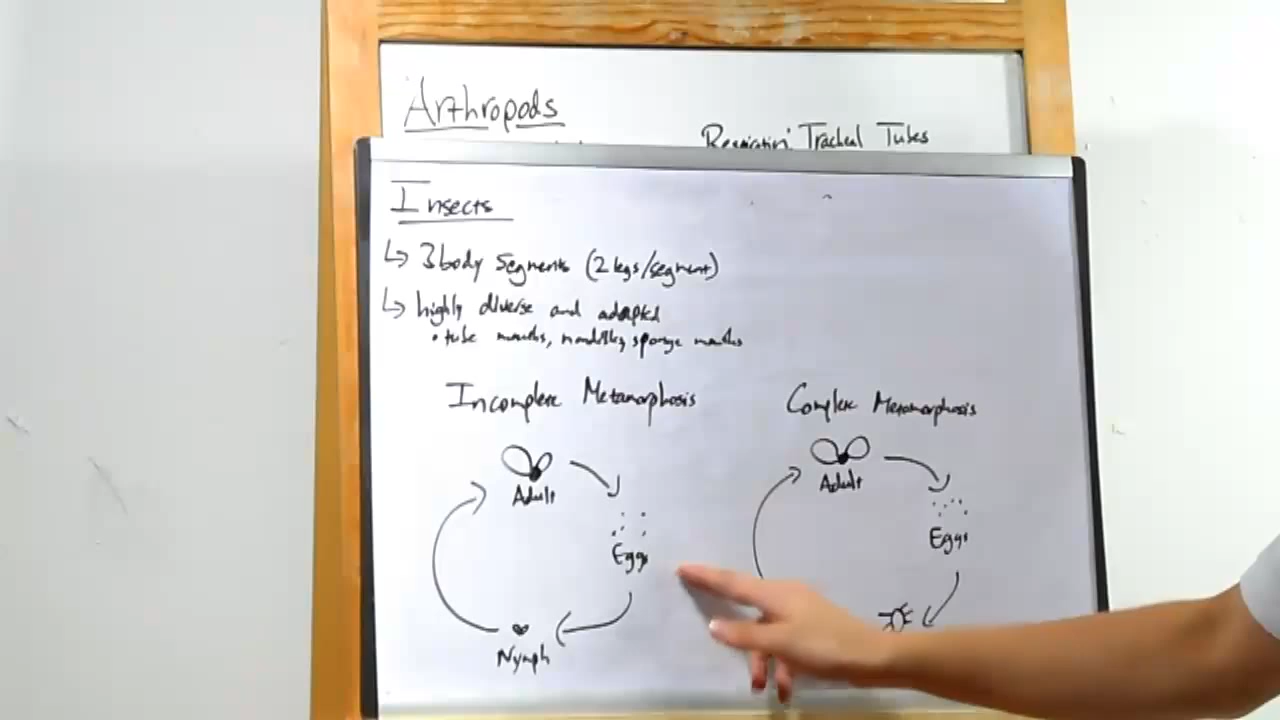 Arthropods
Respiration: Tracheal Tubes
Insects
↳ 3 body segments (2 legs/segment)
↳ highly diverse and adapted
• tube mouths, mandibles, sponge mouths
Incomplete Metamorphosis
Adult
Eggs
Nymph
Complete Metamorphosis
Adult
Eggs